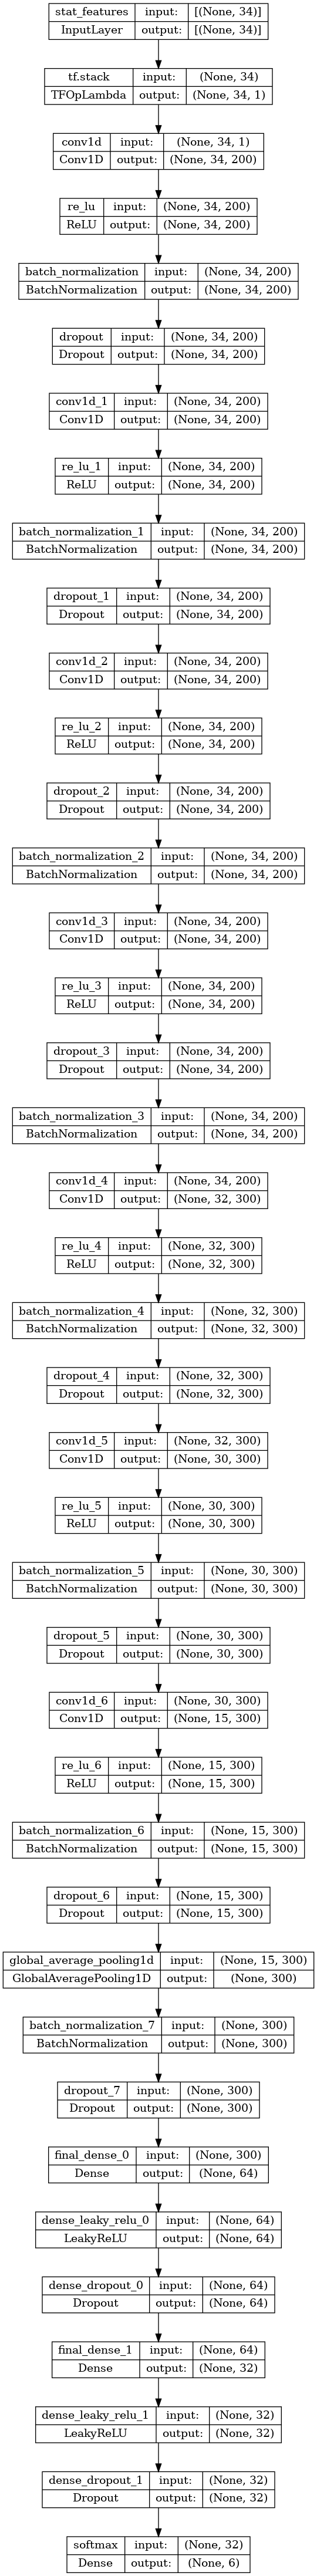 stat_features input: [(None, 34)]
InputLayer output: [(None, 34)]
tf.stack input: (None, 34)
TFOpLambda output: (None, 34, 1)
conv1d input: (None, 34, 1)
Conv1D output: (None, 34, 200)
re_lu input: (None, 34, 200)
ReLU output: (None, 34, 200)
batch_normalization input: (None, 34, 200)
BatchNormalization output: (None, 34, 200)
dropout input: (None, 34, 200)
Dropout output: (None, 34, 200)
conv1d_1 input: (None, 34, 200)
Conv1D output: (None, 34, 200)
re_lu_1 input: (None, 34, 200)
ReLU output: (None, 34, 200)
batch_normalization_1 input: (None, 34, 200)
BatchNormalization output: (None, 34, 200)
dropout_1 input: (None, 34, 200)
Dropout output: (None, 34, 200)
conv1d_2 input: (None, 34, 200)
Conv1D output: (None, 34, 200)
re_lu_2 input: (None, 34, 200)
ReLU output: (None, 34, 200)
dropout_2 input: (None, 34, 200)
Dropout output: (None, 34, 200)
batch_normalization_2 input: (None, 34, 200)
BatchNormalization output: (None, 34, 200)
conv1d_3 input: (None, 34, 200)
Conv1D output: (None, 34, 200)
re_lu_3 input: (None, 34, 200)
ReLU output: (None, 34, 200)
dropout_3 input: (None, 34, 200)
Dropout output: (None, 34, 200)
batch_normalization_3 input: (None, 34, 200)
BatchNormalization output: (None, 34, 200)
conv1d_4 input: (None, 34, 200)
Conv1D output: (None, 32, 300)
re_lu_4 input: (None, 32, 300)
ReLU output: (None, 32, 300)
batch_normalization_4 input: (None, 32, 300)
BatchNormalization output: (None, 32, 300)
dropout_4 input: (None, 32, 300)
Dropout output: (None, 32, 300)
conv1d_5 input: (None, 32, 300)
Conv1D output: (None, 30, 300)
re_lu_5 input: (None, 30, 300)
ReLU output: (None, 30, 300)
batch_normalization_5 input: (None, 30, 300)
BatchNormalization output: (None, 30, 300)
dropout_5 input: (None, 30, 300)
Dropout output: (None, 30, 300)
conv1d_6 input: (None, 30, 300)
Conv1D output: (None, 15, 300)
re_lu_6 input: (None, 15, 300)
ReLU output: (None, 15, 300)
batch_normalization_6 input: (None, 15, 300)
BatchNormalization output: (None, 15, 300)
dropout_6 input: (None, 15, 300)
Dropout output: (None, 15, 300)
global_average_pooling1d input: (None, 15, 300)
GlobalAveragePooling1D output: (None, 300)
batch_normalization_7 input: (None, 300)
BatchNormalization output: (None, 300)
dropout_7 input: (None, 300)
Dropout output: (None, 300)
final_dense_0 input: (None, 300)
Dense output: (None, 64)
dense_leaky_relu_0 input: (None, 64)
LeakyReLU output: (None, 64)
dense_dropout_0 input: (None, 64)
Dropout output: (None, 64)
final_dense_1 input: (None, 64)
Dense output: (None, 32)
dense_leaky_relu_1 input: (None, 32)
LeakyReLU output: (None, 32)
dense_dropout_1 input: (None, 32)
Dropout output: (None, 32)
softmax input: (None, 32)
Dense output: (None, 6)